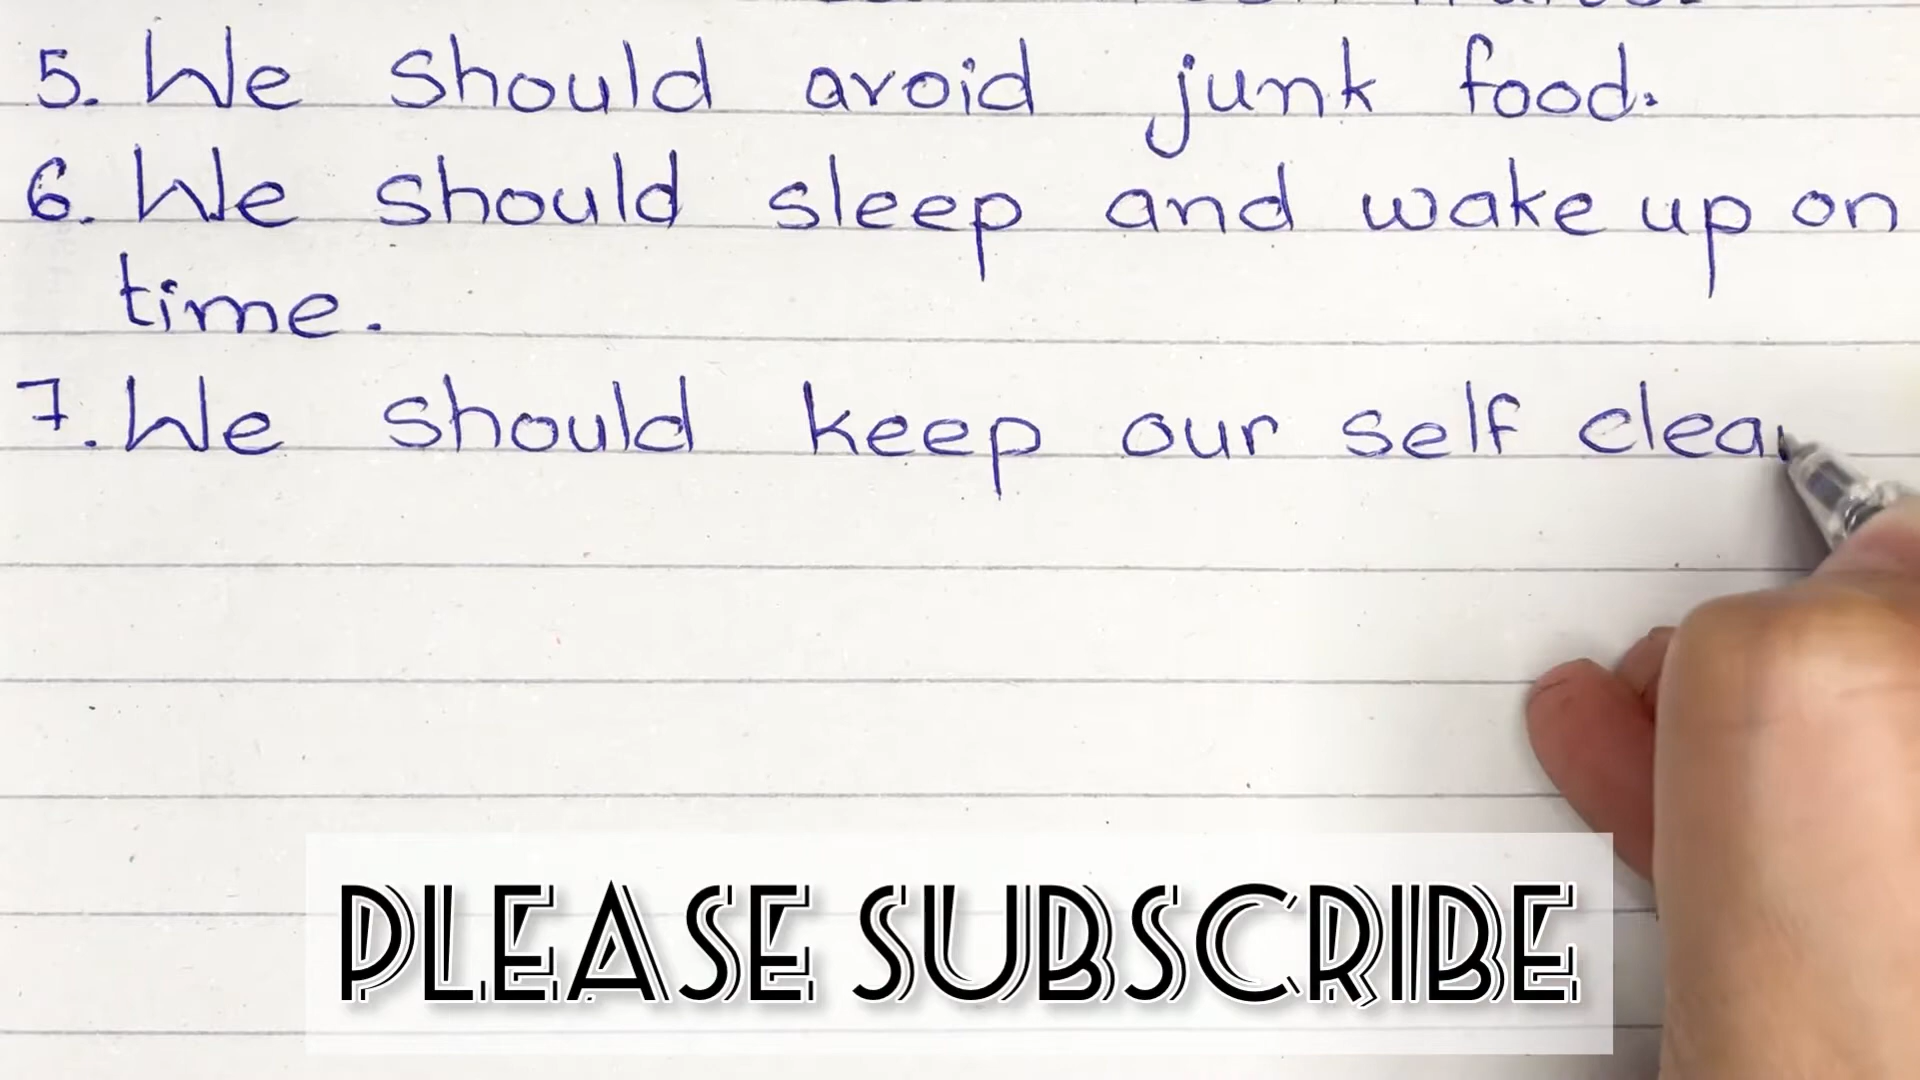 5. We should avoid junk food.
6. We should sleep and wake up on
time.
7. We should keep our self clea
PLEASE SUBSCRIBE